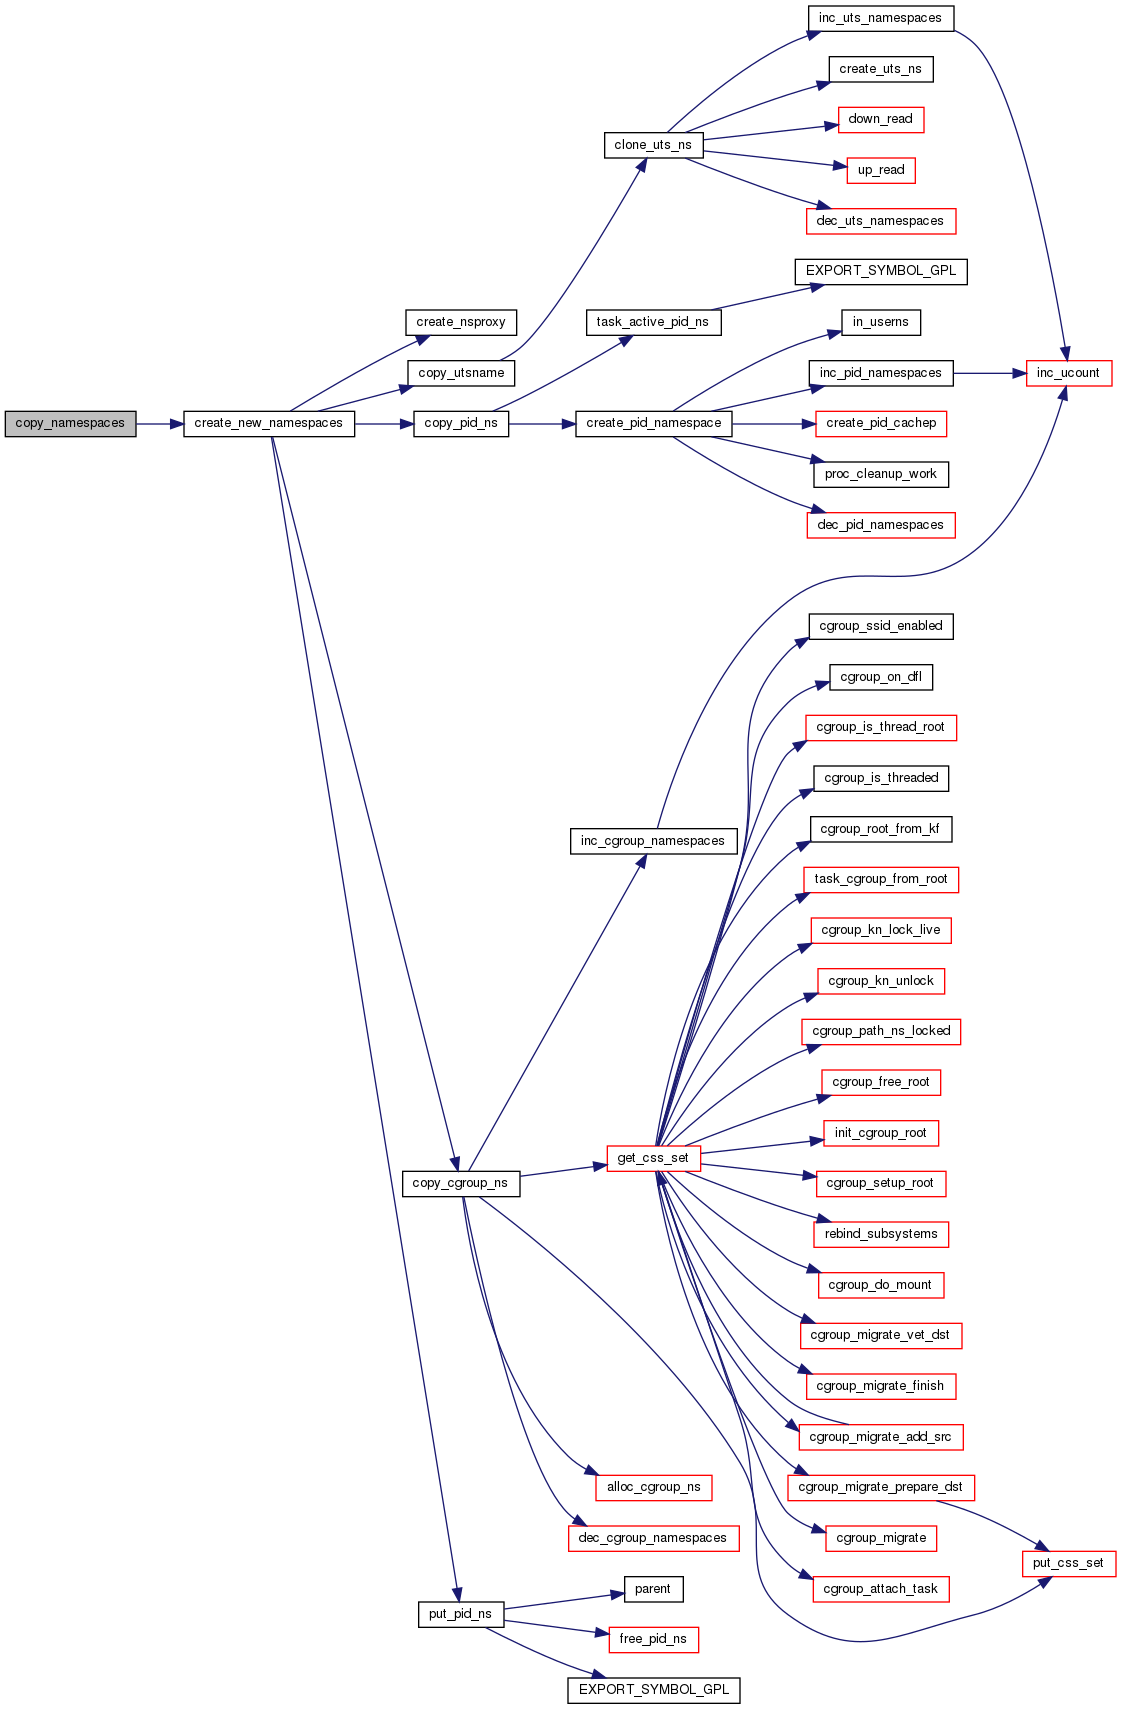 inc_uts_namespaces
create_uts_ns
down_read
clone_uts_ns
up_read
dec_uts_namespaces
EXPORT_SYMBOL_GPL
create_nsproxy
task_active_pid_ns
in_userns
copy_utsname
inc_pid_namespaces
inc_ucount
copy_namespaces
create_new_namespaces
copy_pid_ns
create_pid_namespace
create_pid_cachep
proc_cleanup_work
dec_pid_namespaces
cgroup_ssid_enabled
cgroup_on_dfl
cgroup_is_thread_root
cgroup_is_threaded
cgroup_root_from_kf
inc_cgroup_namespaces
task_cgroup_from_root
cgroup_kn_lock_live
cgroup_kn_unlock
cgroup_path_ns_locked
cgroup_free_root
init_cgroup_root
get_css_set
copy_cgroup_ns
cgroup_setup_root
rebind_subsystems
cgroup_do_mount
cgroup_migrate_vet_dst
cgroup_migrate_finish
cgroup_migrate_add_src
alloc_cgroup_ns
cgroup_migrate_prepare_dst
dec_cgroup_namespaces
cgroup_migrate
put_css_set
cgroup_attach_task
parent
put_pid_ns
free_pid_ns
EXPORT_SYMBOL_GPL